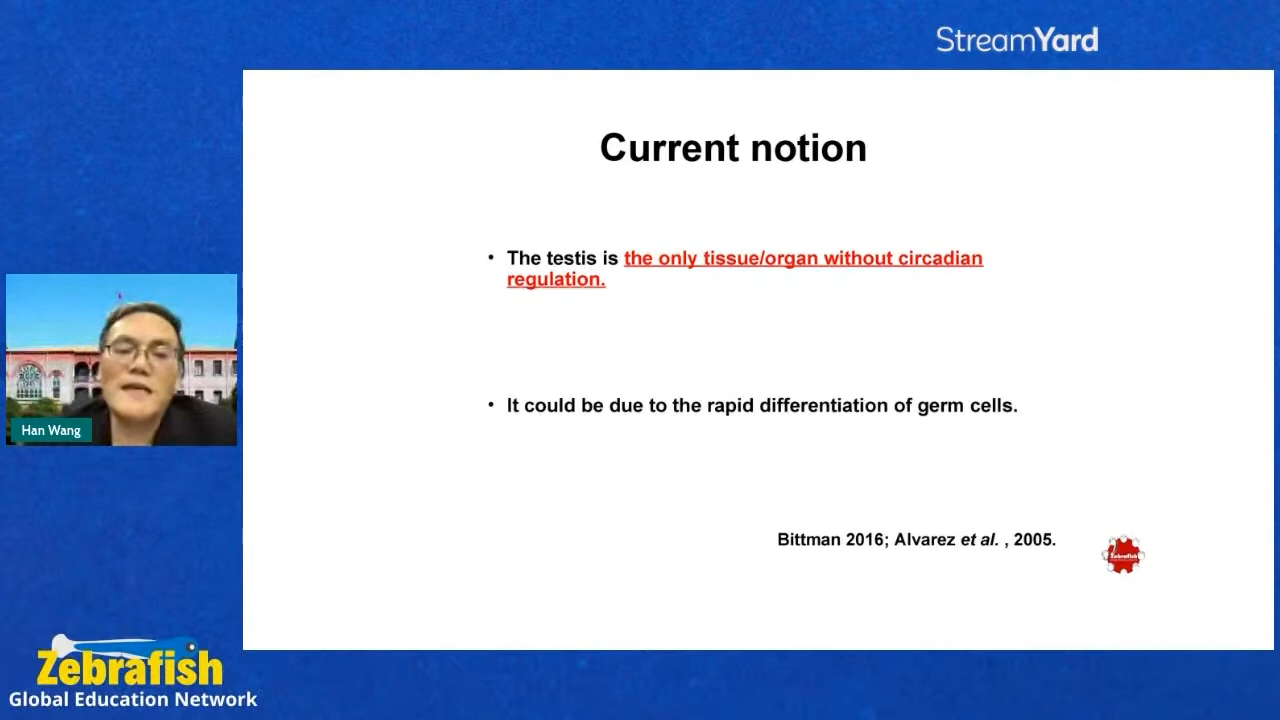 StreamYard
Current notion
• The testis is the only tissue/organ without circadian
regulation.
• It could be due to the rapid differentiation of germ cells.
Bittman 2016; Alvarez et al. , 2005.
Zebrafish
Han Wang
Zebrafish
Global Education Network